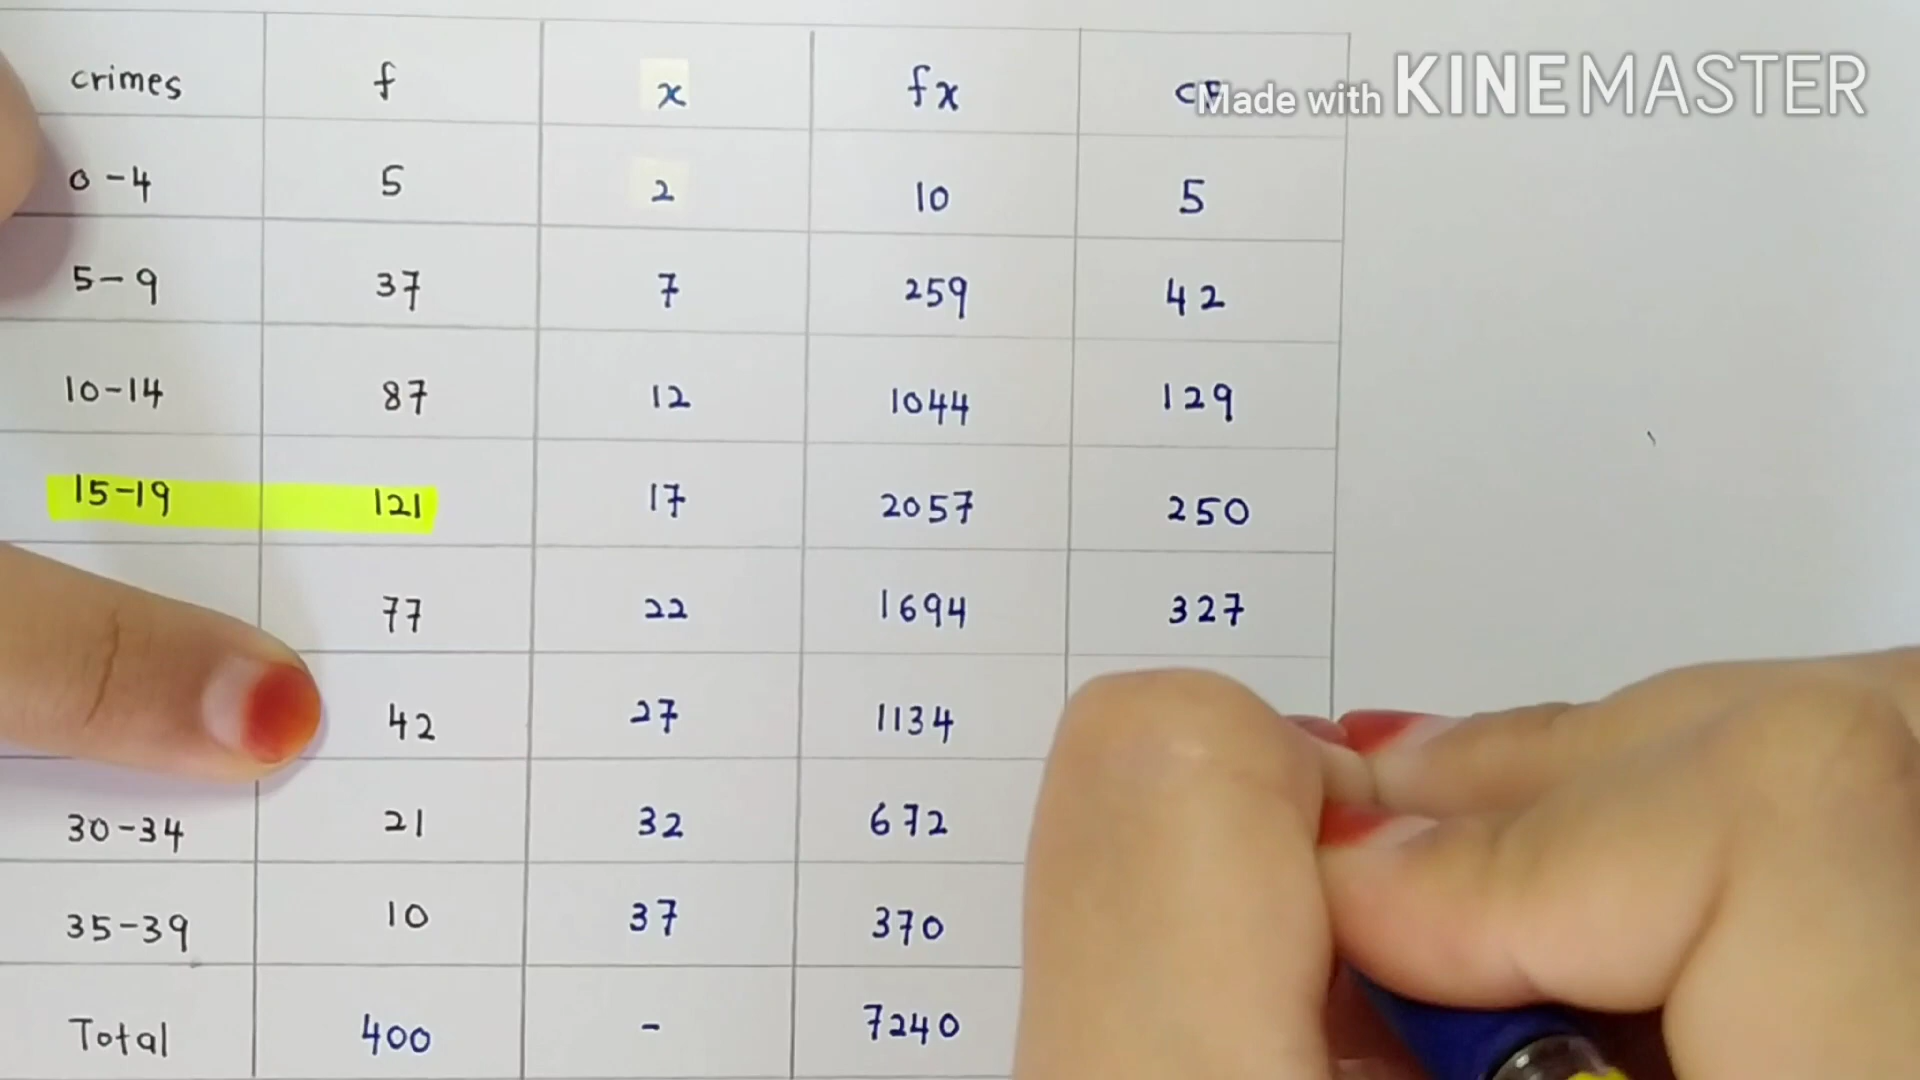 crimes f x fx CF
Made with KINEMASTER
0-4 5 2 10 5
5-9 37 7 259 42
10-14 87 12 1044 129
15-19 121 17 2057 250
77 22 1694 327
42 27 1134
30-34 21 32 672
35-39 10 37 370
Total 400 - 7240